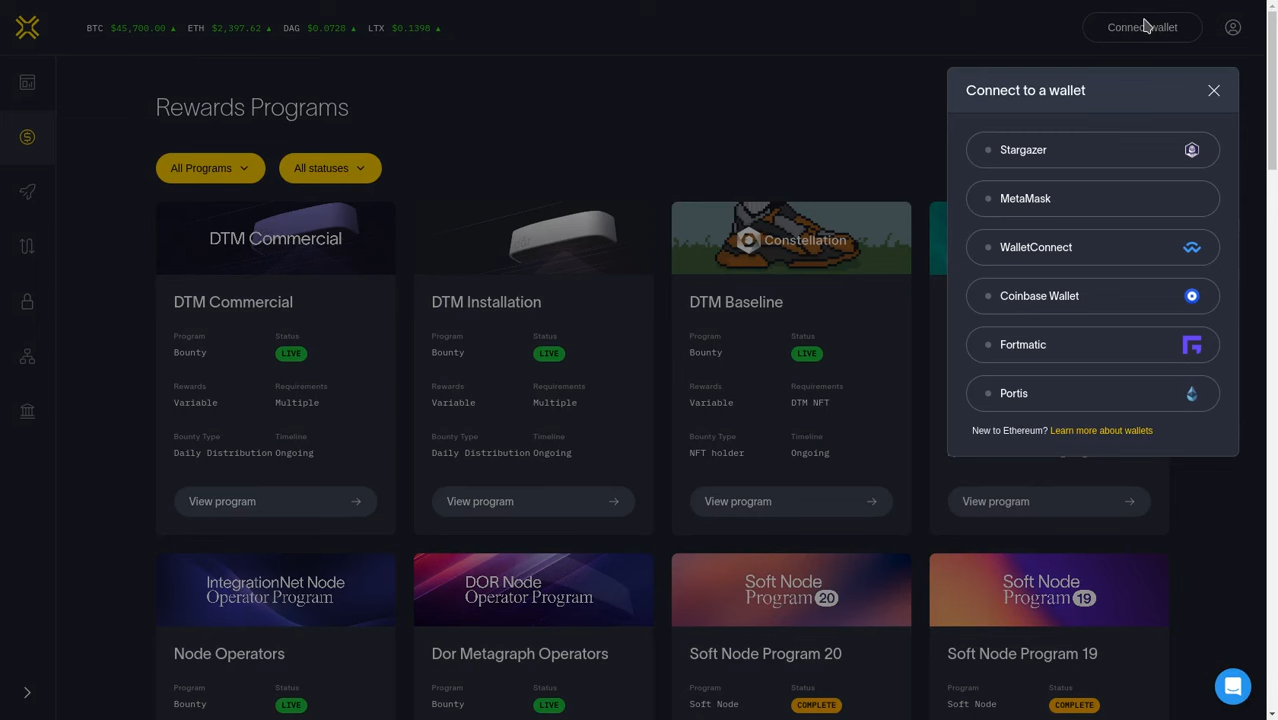 BTC $45,700.00 ▲ ETH $2,397.62 ▲ DAG $0.0728 ▲ LTX $0.1398 ▲
Connect wallet
Connect to a wallet
Stargazer
MetaMask
WalletConnect
Coinbase Wallet
Fortmatic
Portis
New to Ethereum? Learn more about wallets
Rewards Programs
All Programs
All statuses
DTM Commercial
DTM Commercial
Program Status
Bounty LIVE
Rewards Requirements
Variable Multiple
Bounty Type Timeline
Daily Distribution Ongoing
View program
DTM Installation
Program Status
Bounty LIVE
Rewards Requirements
Variable Multiple
Bounty Type Timeline
Daily Distribution Ongoing
View program
Constellation
DTM Baseline
Program Status
Bounty LIVE
Rewards Requirements
Variable DTM NFT
Bounty Type Timeline
NFT holder Ongoing
View program
View program
IntegrationNet Node
Operator Program
Node Operators
Program Status
Bounty LIVE
DOR Node
Operator Program
Dor Metagraph Operators
Program Status
Bounty LIVE
Soft Node
Program 20
Soft Node Program 20
Program Status
Soft Node COMPLETE
Soft Node
Program 19
Soft Node Program 19
Program Status
Soft Node COMPLETE